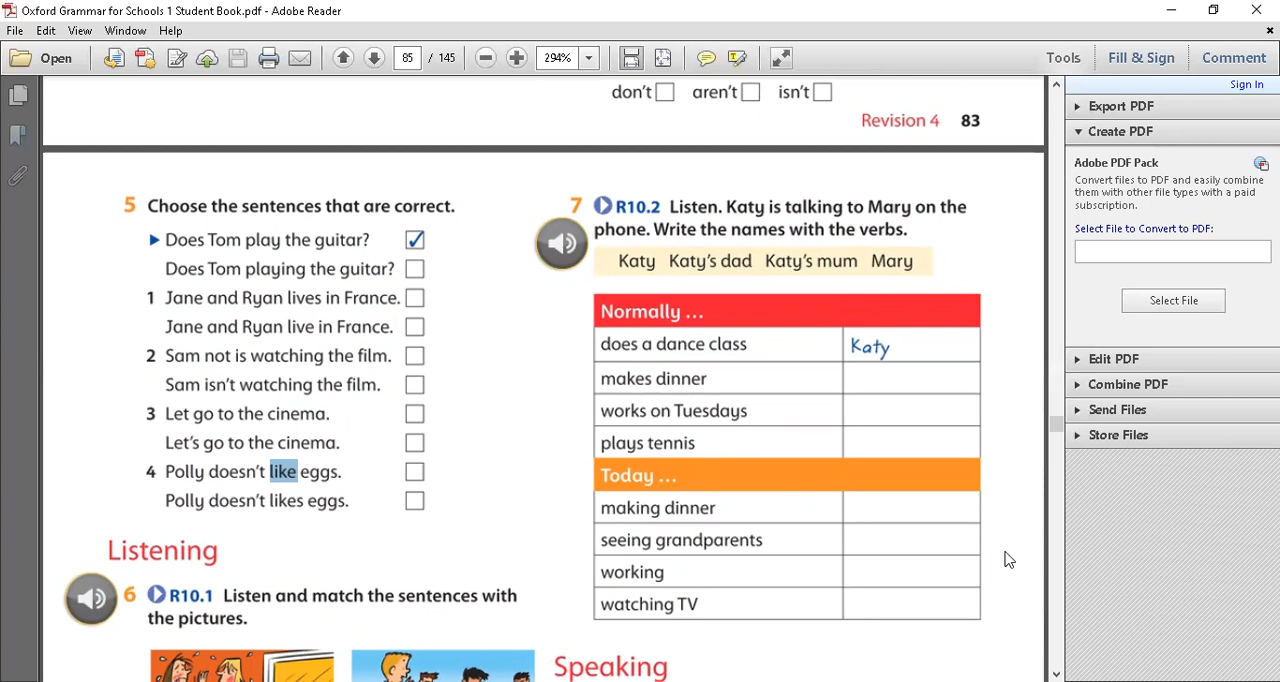 Oxford Grammar for Schools 1 Student Book.pdf - Adobe Reader
File Edit View Window Help
Open 85 / 145 294% Tools Fill & Sign Comment
Sign In
Export PDF
Create PDF
Adobe PDF Pack
Convert files to PDF and easily combine
them with other file types with a paid
subscription.
Select File to Convert to PDF:
Select File
Edit PDF
Combine PDF
Send Files
Store Files
don't aren't isn't
Revision 4 83
5 Choose the sentences that are correct.
Does Tom play the guitar?
Does Tom playing the guitar?
1 Jane and Ryan lives in France.
Jane and Ryan live in France.
2 Sam not is watching the film.
Sam isn't watching the film.
3 Let go to the cinema.
Let's go to the cinema.
4 Polly doesn't like eggs.
Polly doesn't likes eggs.
Listening
6 R10.1 Listen and match the sentences with
the pictures.
7 R10.2 Listen. Katy is talking to Mary on the
phone. Write the names with the verbs.
Katy Katy's dad Katy's mum Mary
Normally ...
does a dance class Katy
makes dinner
works on Tuesdays
plays tennis
Today ...
making dinner
seeing grandparents
working
watching TV
Speaking